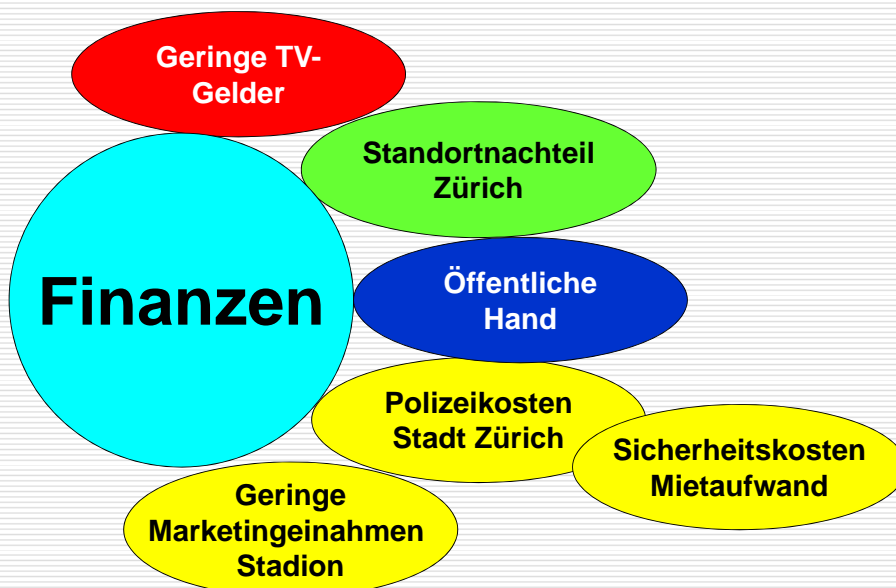 Geringe TV-
Gelder
Standortnachteil
Zürich
Finanzen
Öffentliche
Hand
Polizeikosten
Stadt Zürich
Sicherheitskosten
Mietaufwand
Geringe
Marketingeinahmen
Stadion